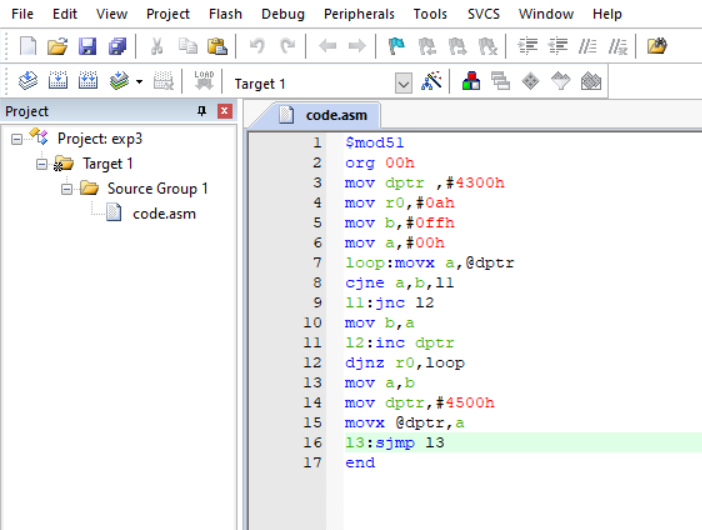 File Edit View Project Flash Debug Peripherals Tools SVCS Window Help
LOAD Target 1
Project
code.asm
Project: exp3
Target 1
Source Group 1
code.asm
1 $mod51
2 org 00h
3 mov dptr ,#4300h
4 mov r0,#0ah
5 mov b,#0ffh
6 mov a,#00h
7 loop:movx a,@dptr
8 cjne a,b,l1
9 l1:jnc l2
10 mov b,a
11 l2:inc dptr
12 djnz r0,loop
13 mov a,b
14 mov dptr,#4500h
15 movx @dptr,a
16 l3:sjmp l3
17 end